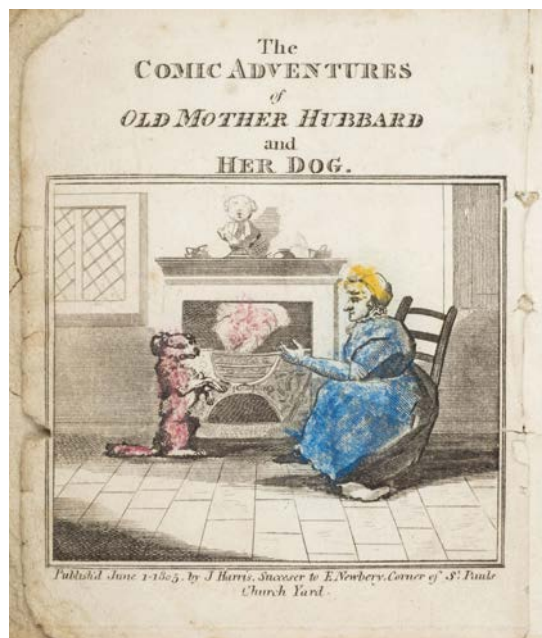 The
COMIC ADVENTURES
of
OLD MOTHER HUBBARD
and
HER DOG.
Publish'd June 1-1805, by J Harris, Succeser to E Newbery, Corner of St. Pauls
Church Yard.